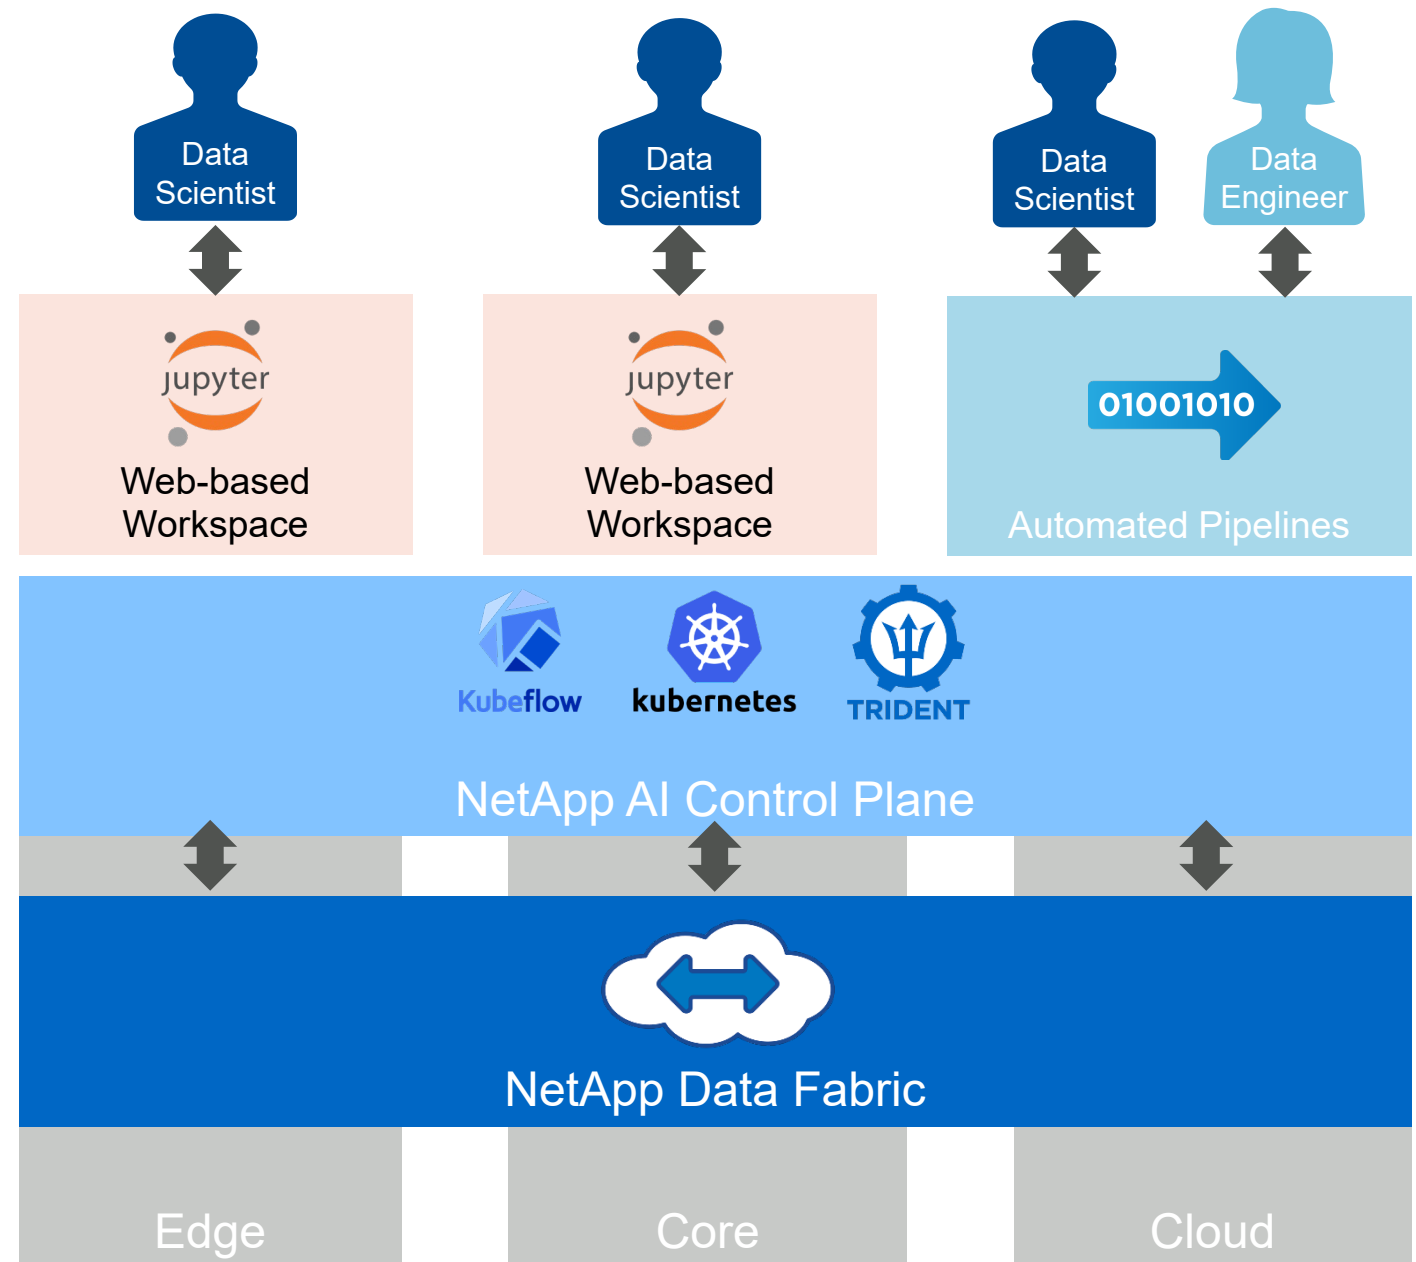 Data
Scientist
Data
Scientist
Data
Scientist
Data
Engineer
jupyter
Web-based
Workspace
jupyter
Web-based
Workspace
01001010
Automated Pipelines
Kubeflow
kubernetes
TRIDENT
NetApp AI Control Plane
NetApp Data Fabric
Edge
Core
Cloud